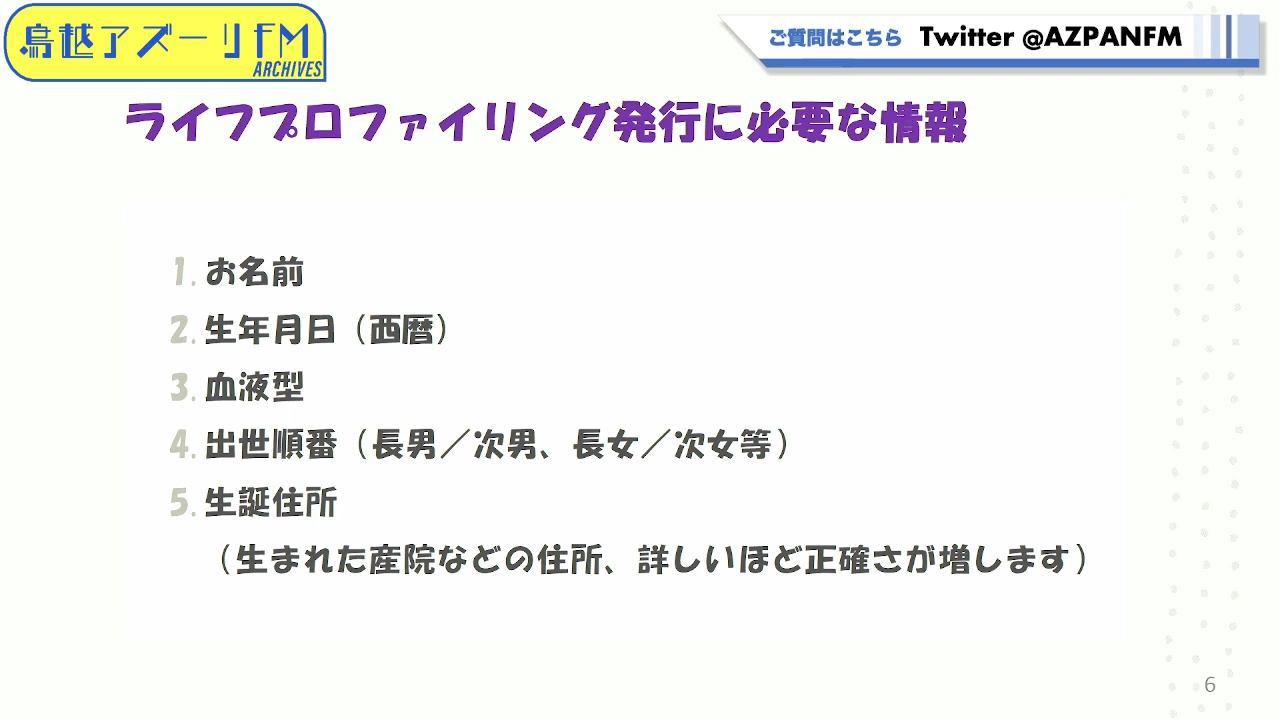 鳥越アズーリFM
ARCHIVES
ご質問はこちら Twitter @AZPANFM
ライフプロファイリング発行に必要な情報
1. お名前
2. 生年月日（西暦）
3. 血液型
4. 出世順番（長男／次男、長女／次女等）
5. 生誕住所
（生まれた産院などの住所、詳しいほど正確さが増します）
6